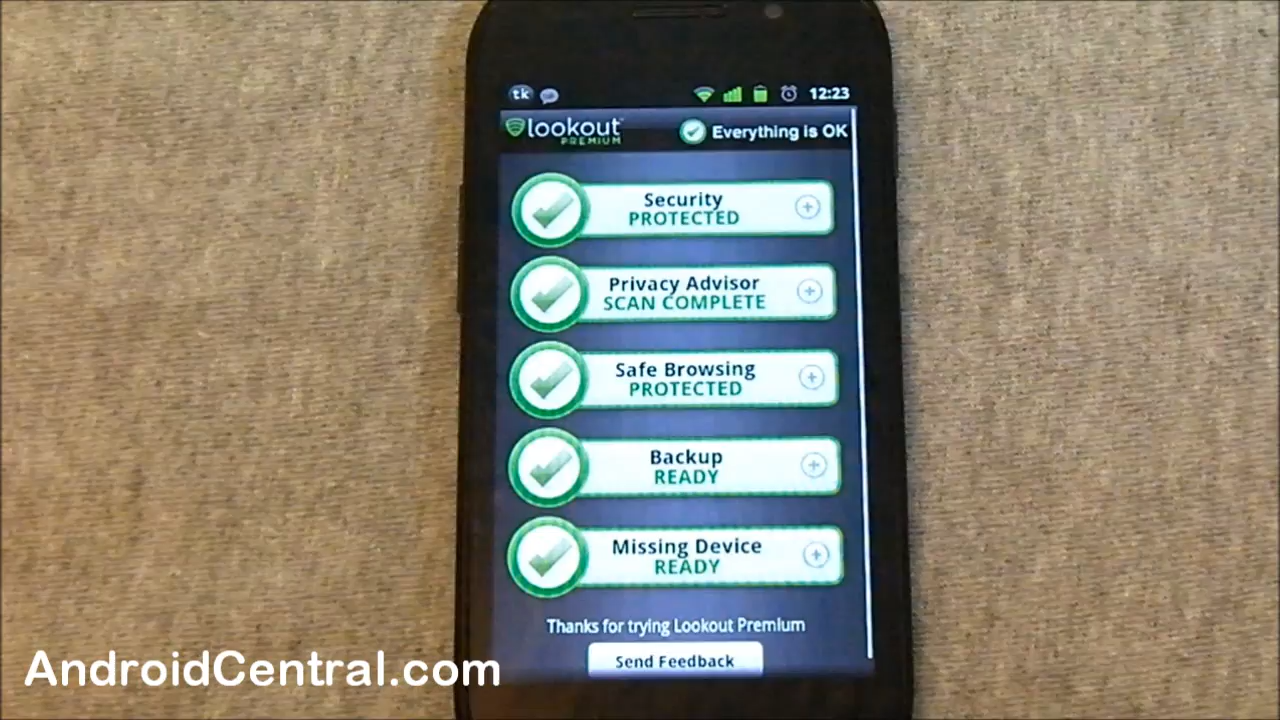 tk
12:23
lookout
PREMIUM
Everything is OK
Security
PROTECTED
Privacy Advisor
SCAN COMPLETE
Safe Browsing
PROTECTED
Backup
READY
Missing Device
READY
Thanks for trying Lookout Premium
Send Feedback
AndroidCentral.com